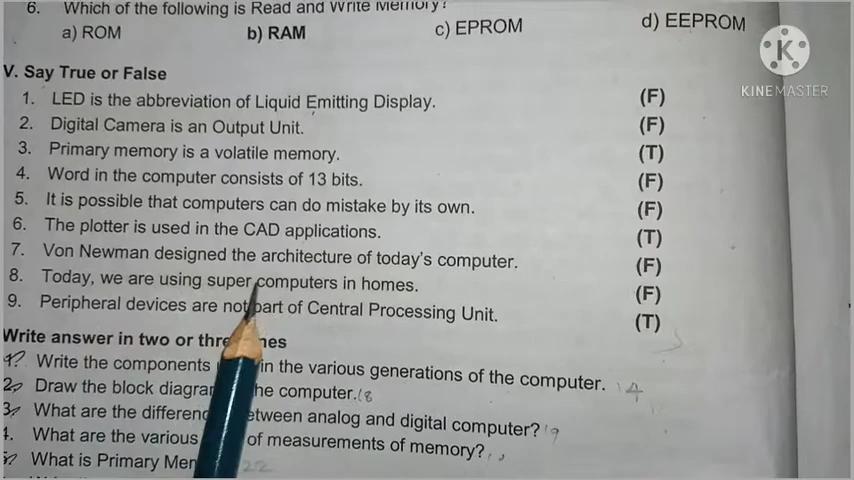 6. Which of the following is Read and Write Memory?
a) ROM b) RAM c) EPROM d) EEPROM
K
KINEMASTER
V. Say True or False
1. LED is the abbreviation of Liquid Emitting Display. (F)
2. Digital Camera is an Output Unit. (F)
3. Primary memory is a volatile memory. (T)
4. Word in the computer consists of 13 bits. (F)
5. It is possible that computers can do mistake by its own. (F)
6. The plotter is used in the CAD applications. (T)
7. Von Newman designed the architecture of today's computer. (F)
8. Today, we are using super computers in homes. (F)
9. Peripheral devices are not part of Central Processing Unit. (T)
Write answer in two or
1? Write the components in the various generations of the computer. 4
2, Draw the block the computer. 18
3, What are the between analog and digital computer? 19
4. What are the various of measurements of memory?
5? What is Primary 22